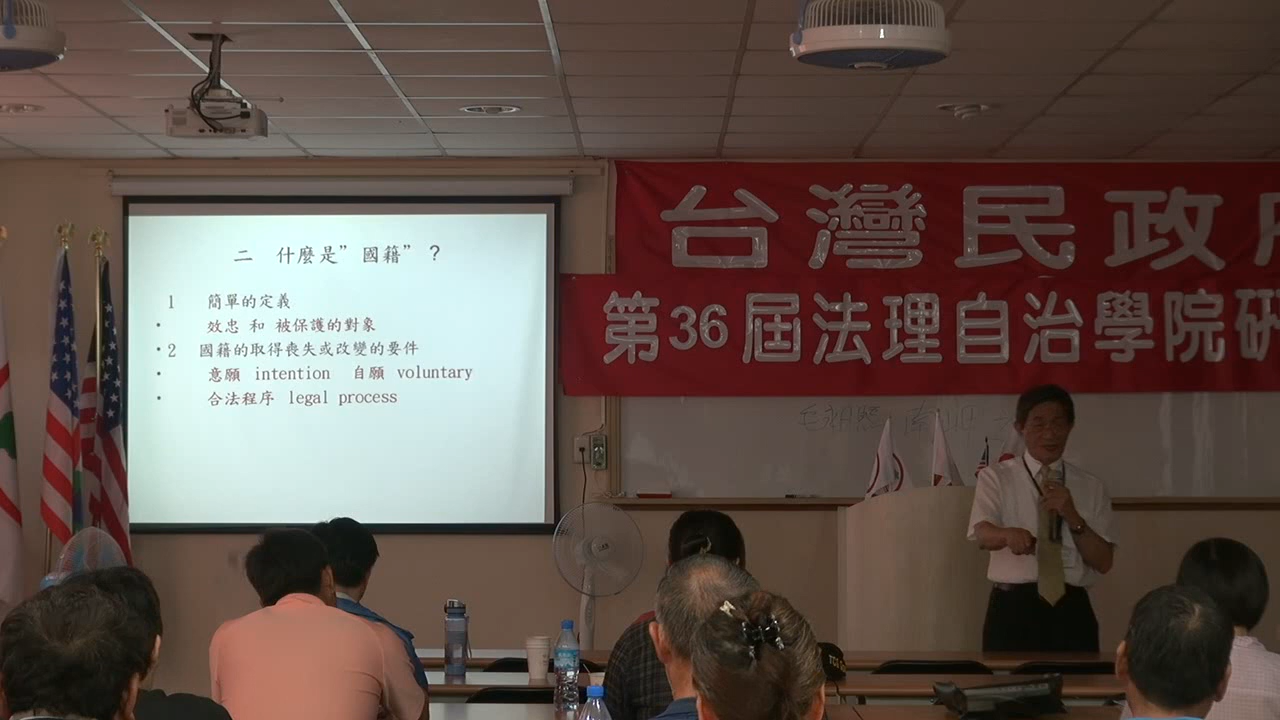 二 什麼是”國籍”?
1 簡單的定義
• 效忠 和 被保護的對象
• 2 國籍的取得喪失或改變的要件
• 意願 intention 自願 voluntary
• 合法程序 legal process
台灣民政
第36屆法理自治學院研